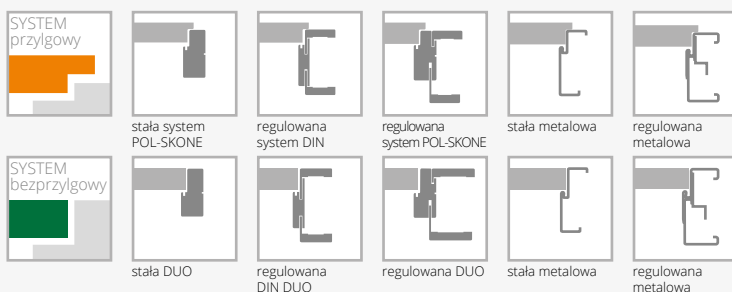 SYSTEM
przylgowy
stała system
POL-SKONE
regulowana
system DIN
regulowana
system POL-SKONE
stała metalowa
regulowana
metalowa
SYSTEM
bezprzylgowy
stała DUO
regulowana
DIN DUO
regulowana DUO
stała metalowa
regulowana
metalowa